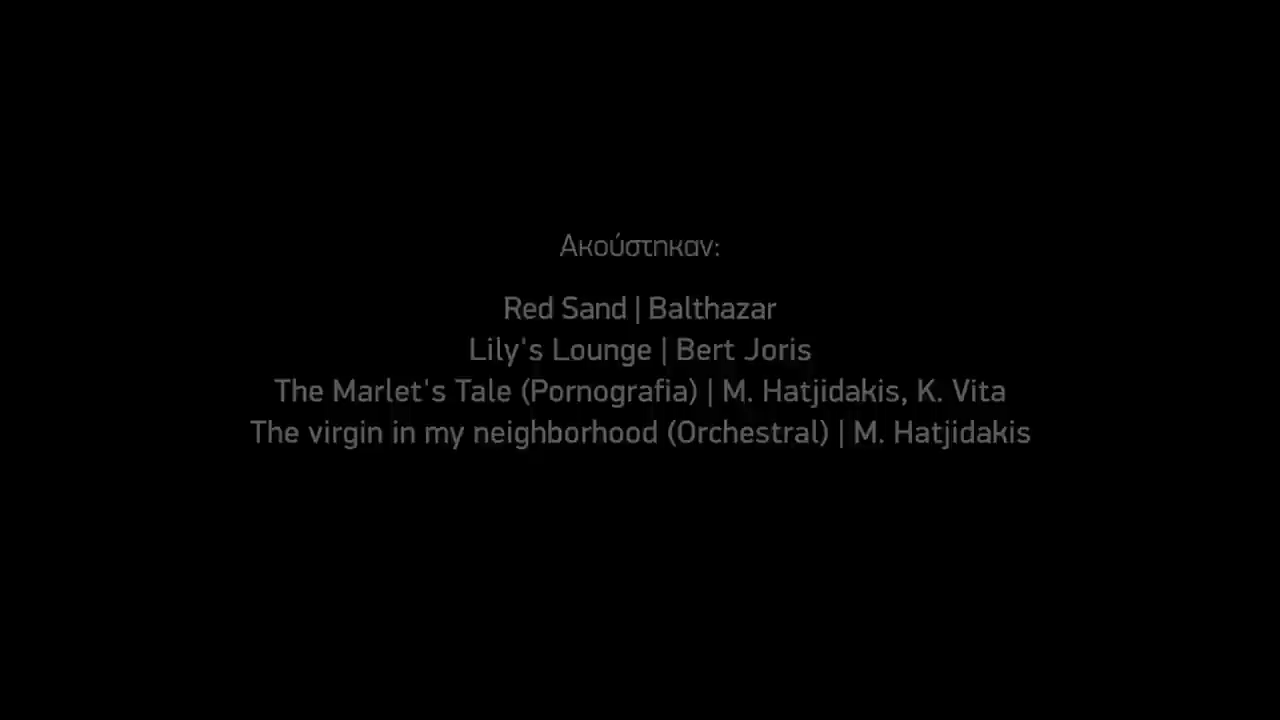 Ακούστηκαν:
Red Sand | Balthazar
Lily's Lounge | Bert Joris
The Marlet's Tale (Pornografia) | M. Hatjidakis, K. Vita
The virgin in my neighborhood (Orchestral) | M. Hatjidakis